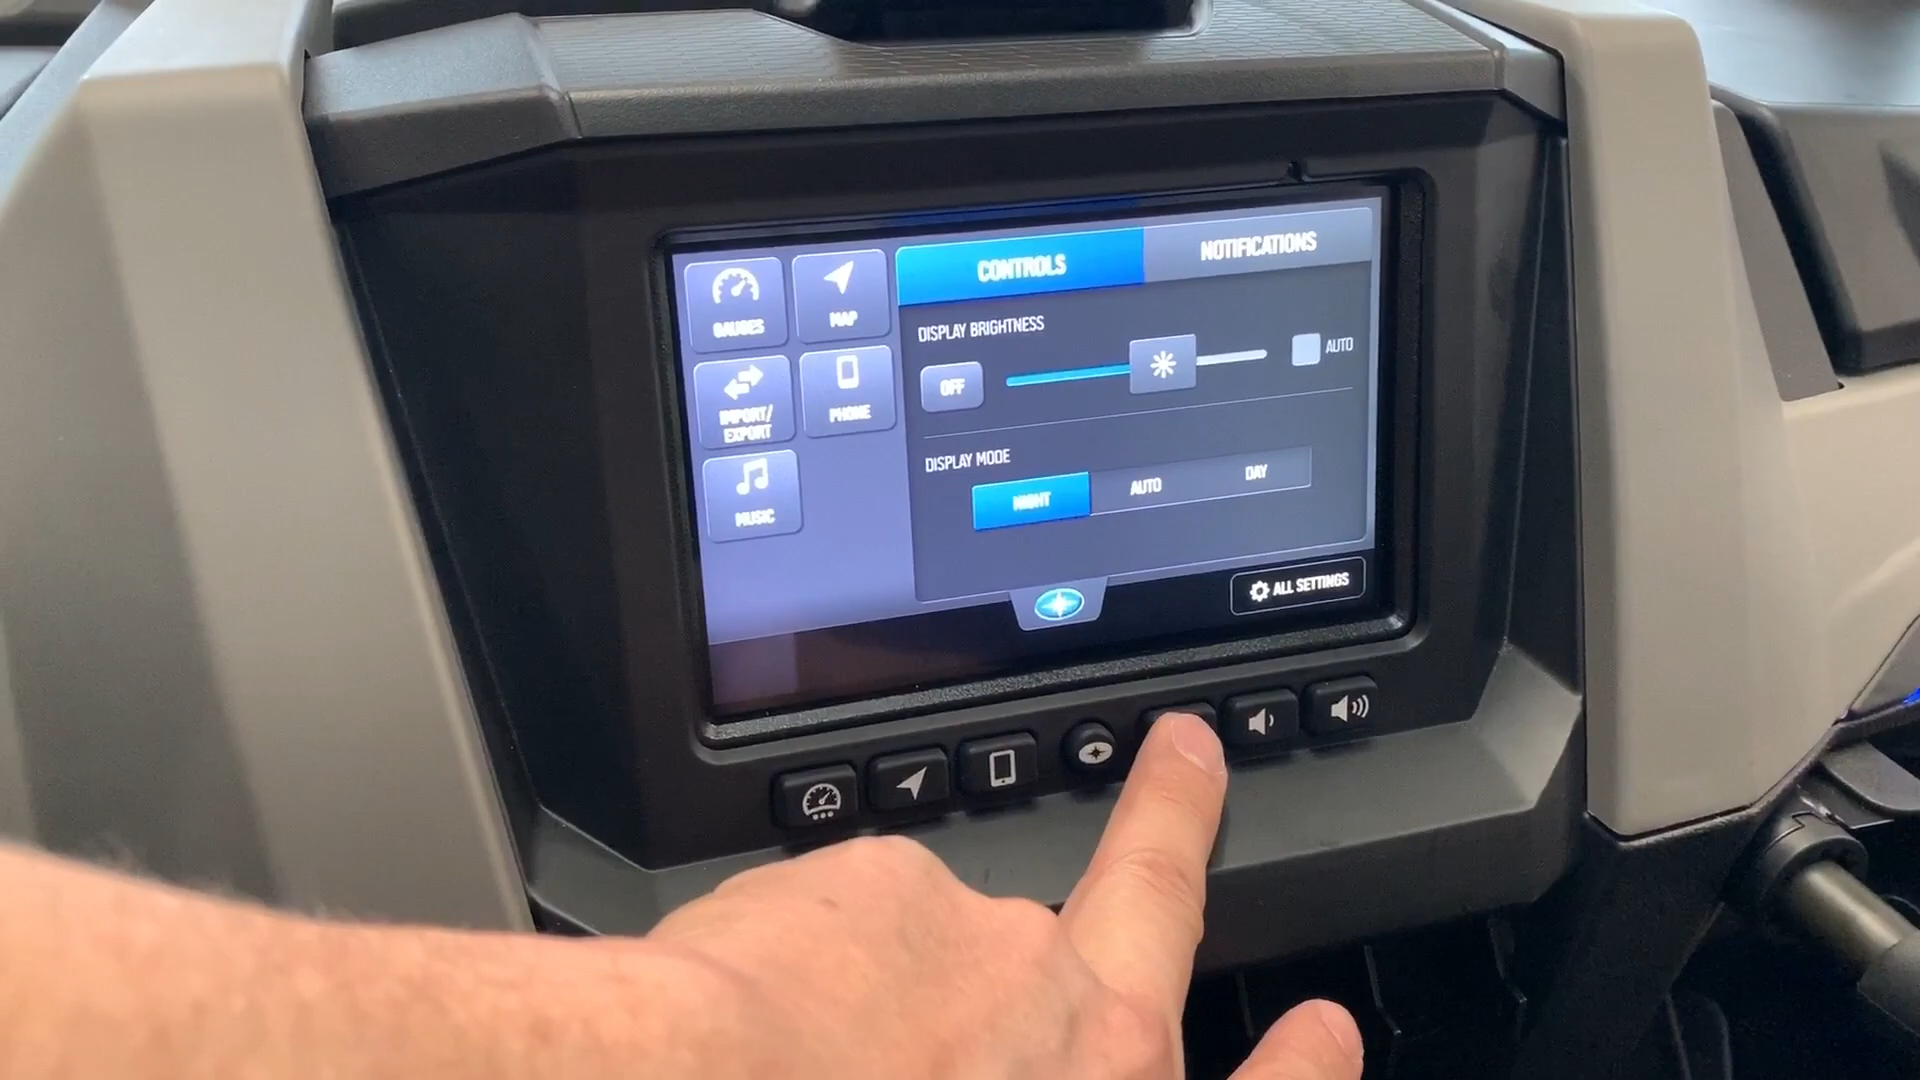 GAUGES
MAP
IMPORT/
EXPORT
PHONE
MUSIC
CONTROLS
NOTIFICATIONS
DISPLAY BRIGHTNESS
OFF
AUTO
DISPLAY MODE
NIGHT
AUTO
DAY
ALL SETTINGS